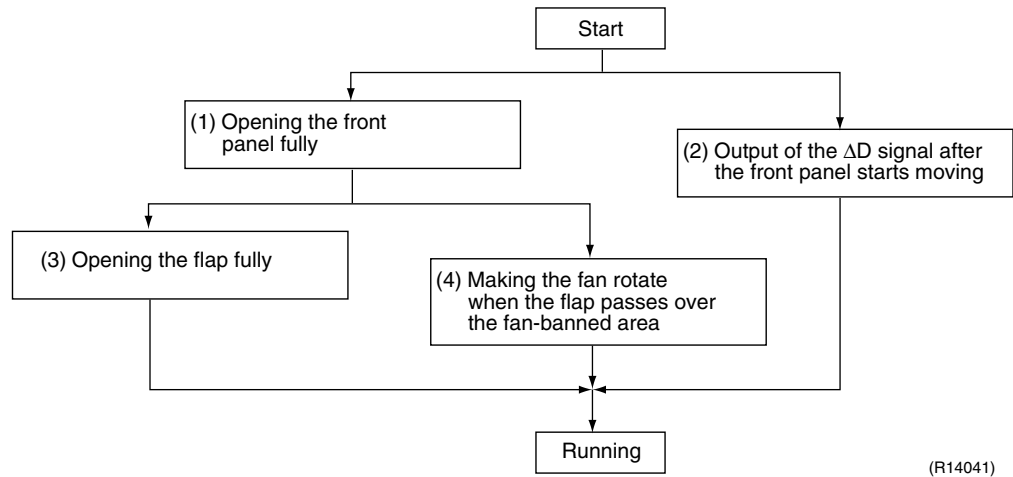 Start
(1) Opening the front
panel fully
(2) Output of the ΔD signal after
the front panel starts moving
(3) Opening the flap fully
(4) Making the fan rotate
when the flap passes over
the fan-banned area
Running
(R14041)